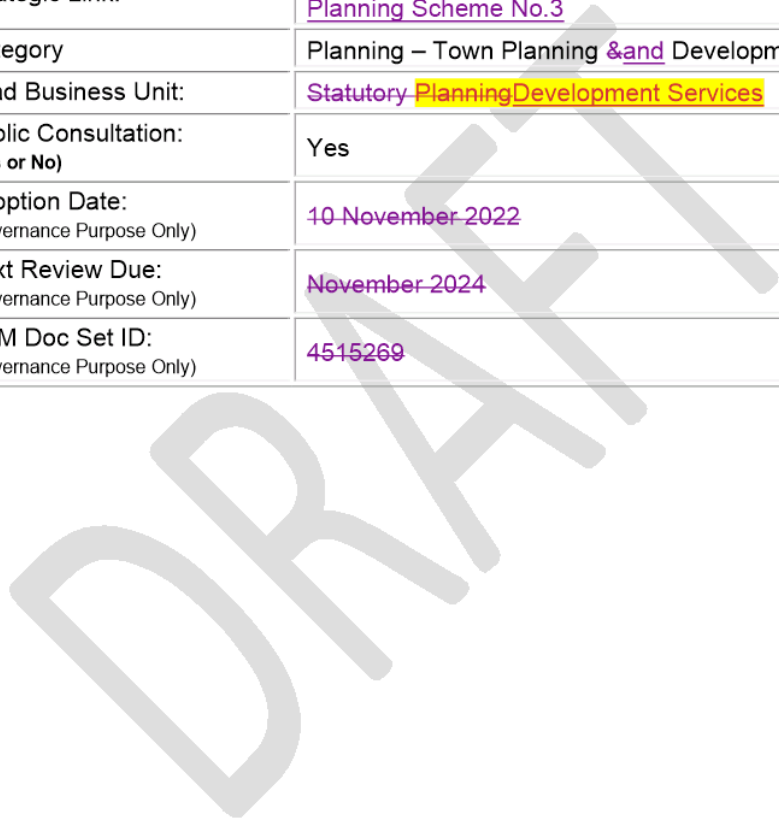 Planning Scheme No.3
egory Planning – Town Planning &and Developm
d Business Unit: Statutory PlanningDevelopment Services
lic Consultation:
or No) Yes
option Date:
vernance Purpose Only) 10 November 2022
xt Review Due:
vernance Purpose Only) November 2024
M Doc Set ID:
vernance Purpose Only) 4515269
DRAFT